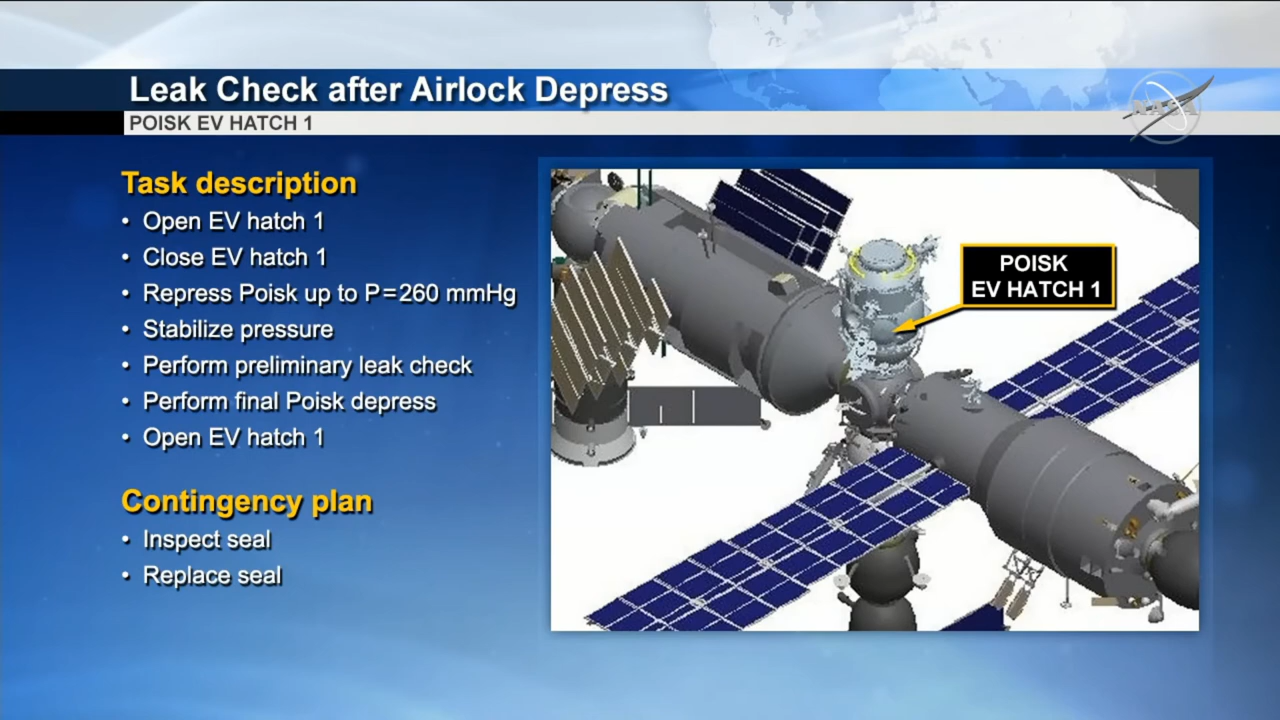 Leak Check after Airlock Depress
POISK EV HATCH 1
NASA
Task description
• Open EV hatch 1
• Close EV hatch 1
• Repress Poisk up to P=260 mmHg
• Stabilize pressure
• Perform preliminary leak check
• Perform final Poisk depress
• Open EV hatch 1
Contingency plan
• Inspect seal
• Replace seal
POISK
EV HATCH 1